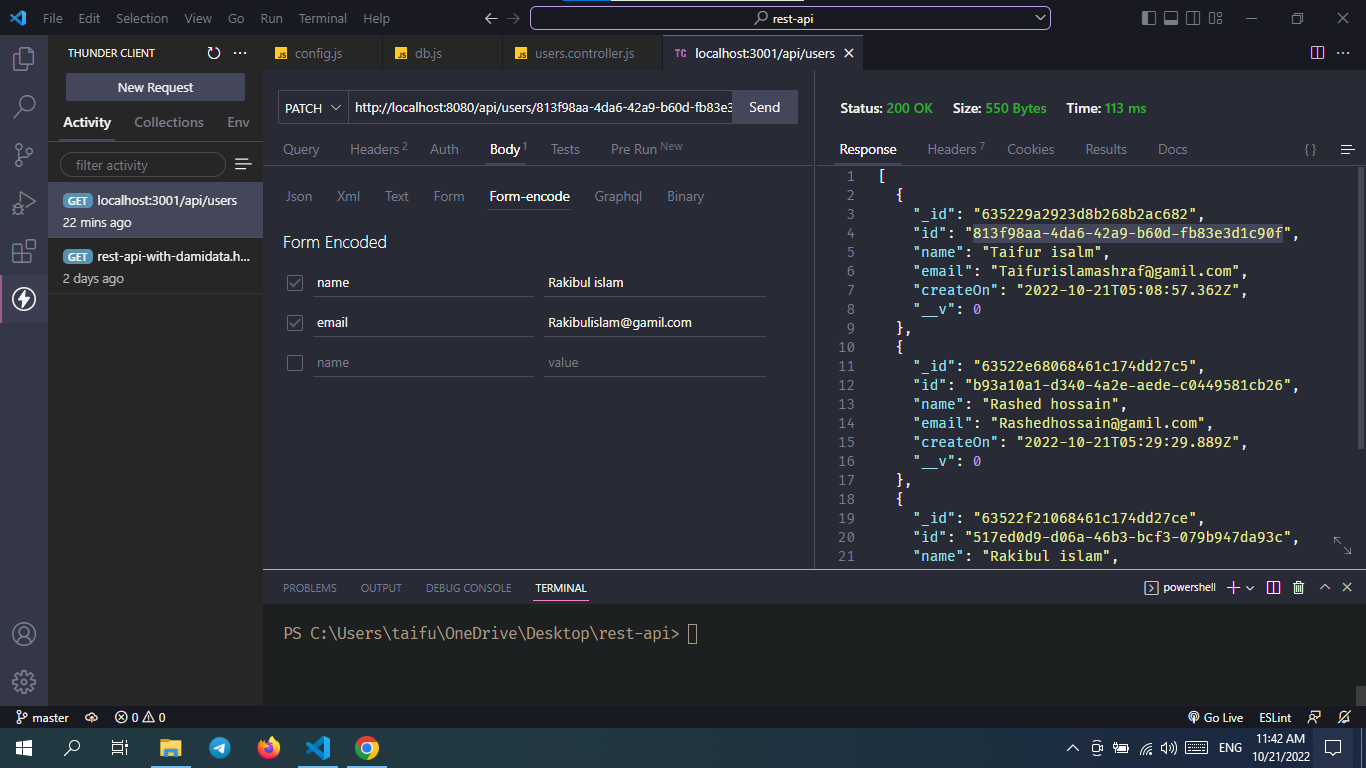 File Edit Selection View Go Run Terminal Help
rest-api
THUNDER CLIENT
New Request
Activity Collections Env
filter activity
GET localhost:3001/api/users
22 mins ago
GET rest-api-with-damidata.h...
2 days ago
JS config.js
JS db.js
JS users.controller.js
TC localhost:3001/api/users
PATCH http://localhost:8080/api/users/813f98aa-4da6-42a9-b60d-fb83e3 Send
Query Headers 2 Auth Body 1 Tests Pre Run New
Json Xml Text Form Form-encode Graphql Binary
Form Encoded
name Rakibul islam
email Rakibulislam@gamil.com
name value
Status: 200 OK Size: 550 Bytes Time: 113 ms
Response Headers 7 Cookies Results Docs { }
1 [
2 {
3 "_id": "635229a2923d8b268b2ac682",
4 "id": "813f98aa-4da6-42a9-b60d-fb83e3d1c90f",
5 "name": "Taifur isalm",
6 "email": "Taifurislamashraf@gamil.com",
7 "createOn": "2022-10-21T05:08:57.362Z",
8 "__v": 0
9 },
10 {
11 "_id": "63522e68068461c174dd27c5",
12 "id": "b93a10a1-d340-4a2e-aede-c0449581cb26",
13 "name": "Rashed hossain",
14 "email": "Rashedhossain@gamil.com",
15 "createOn": "2022-10-21T05:29:29.889Z",
16 "__v": 0
17 },
18 {
19 "_id": "63522f21068461c174dd27ce",
20 "id": "517ed0d9-d06a-46b3-bcf3-079b947da93c",
21 "name": "Rakibul islam",
PROBLEMS OUTPUT DEBUG CONSOLE TERMINAL
powershell
PS C:\Users\taifu\OneDrive\Desktop\rest-api>
master 0 0
Go Live ESLint
ENG
11:42 AM
10/21/2022